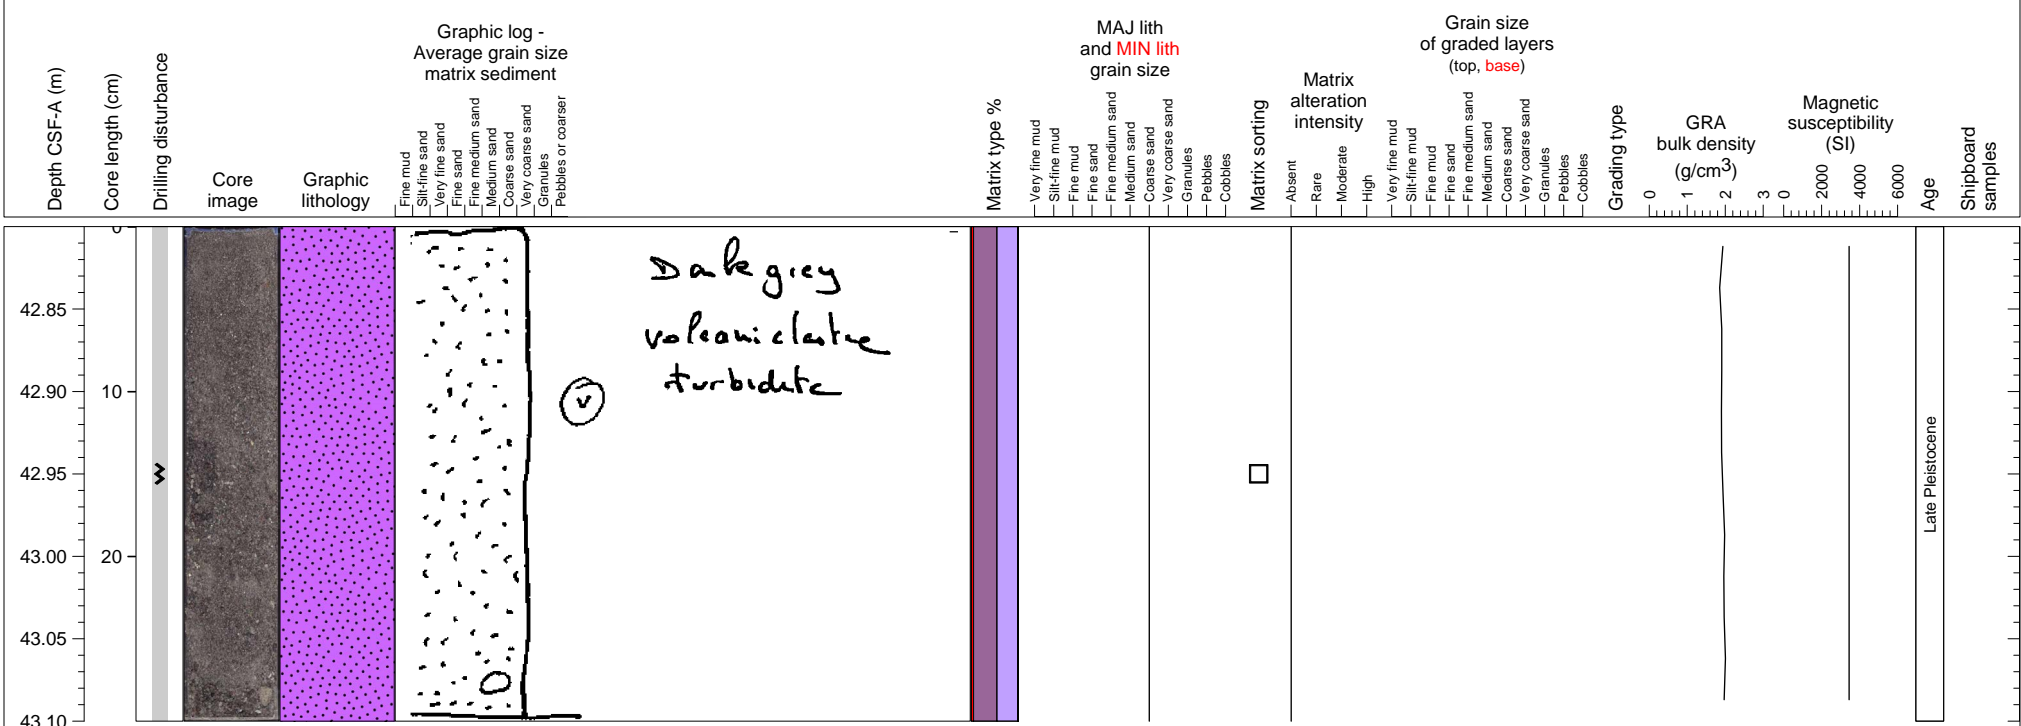 Depth CSF-A (m)
Core length (cm)
Drilling disturbance
Core
image
Graphic
lithology
Graphic log -
Average grain size
matrix sediment
Fine mud
Silt-fine sand
Very fine sand
Fine sand
Fine medium sand
Medium sand
Coarse sand
Very coarse sand
Granules
Pebbles or coarser
Matrix type %
MAJ lith
and MIN lith
grain size
Very fine mud
Silt-fine mud
Fine mud
Fine sand
Fine medium sand
Medium sand
Coarse sand
Very coarse sand
Granules
Pebbles
Cobbles
Matrix sorting
Matrix
alteration
intensity
Absent
Rare
Moderate
High
Grain size
of graded layers
(top, base)
Very fine mud
Silt-fine mud
Fine mud
Fine sand
Fine medium sand
Medium sand
Coarse sand
Very coarse sand
Granules
Pebbles
Cobbles
Grading type
GRA
bulk density
(g/cm3)
0 1 2 3
Magnetic
susceptibility
(SI)
0 2000 4000 6000
Age
Shipboard
samples
0
42.85
42.90
42.95
43.00
43.05
43.10
10
20
Dark grey
volcaniclastic
turbidite
v
Late Pleistocene